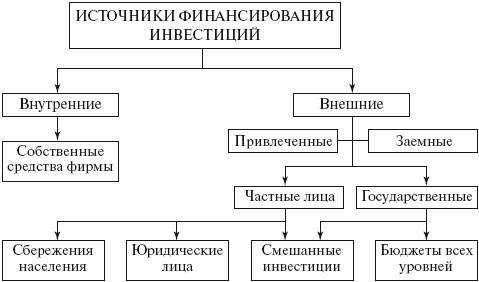 ИСТОЧНИКИ ФИНАНСИРОВАНИЯ
ИНВЕСТИЦИЙ
Внутренние
Внешние
Собственные
средства фирмы
Привлеченные
Заемные
Частные лица
Государственные
Сбережения
населения
Юридические
лица
Смешанные
инвестиции
Бюджеты всех
уровней